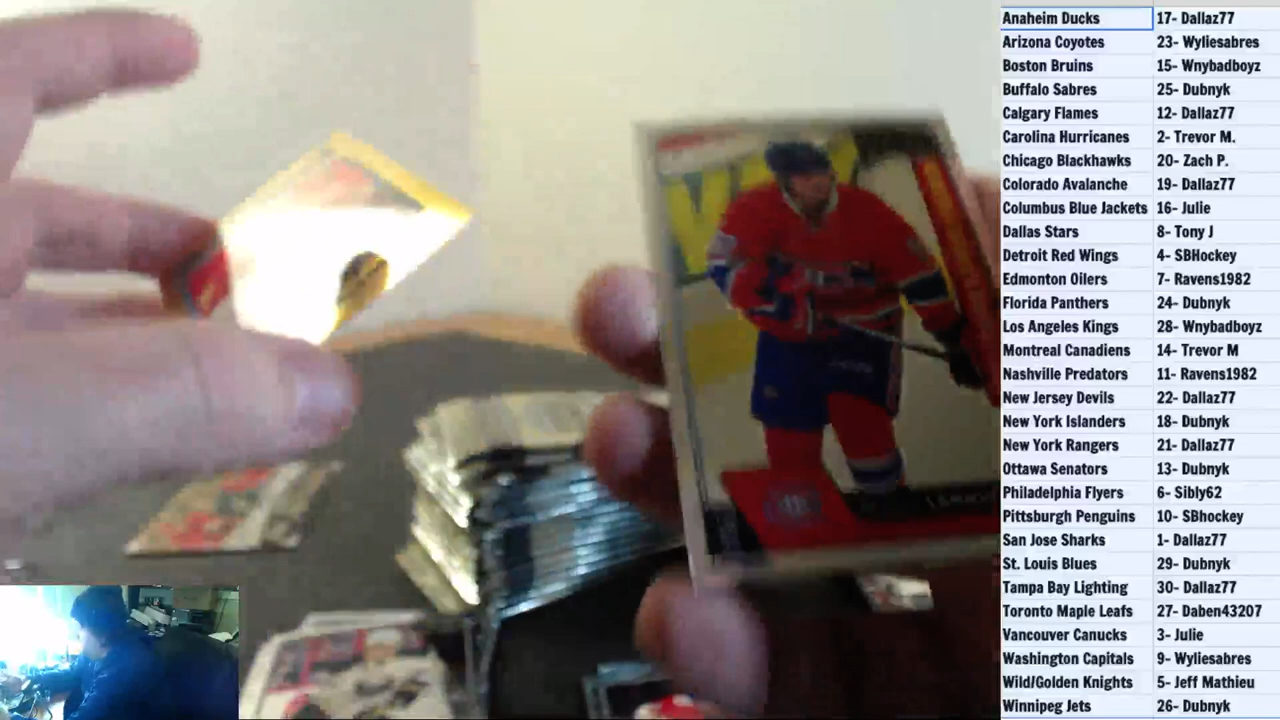 Anaheim Ducks 17- Dallaz77
Arizona Coyotes 23- Wyliesabres
Boston Bruins 15- Wnybadboyz
Buffalo Sabres 25- Dubnyk
Calgary Flames 12- Dallaz77
Carolina Hurricanes 2- Trevor M.
Chicago Blackhawks 20- Zach P.
Colorado Avalanche 19- Dallaz77
Columbus Blue Jackets 16- Julie
Dallas Stars 8- Tony J
Detroit Red Wings 4- SBHockey
Edmonton Oilers 7- Ravens1982
Florida Panthers 24- Dubnyk
Los Angeles Kings 28- Wnybadboyz
Montreal Canadiens 14- Trevor M
Nashville Predators 11- Ravens1982
New Jersey Devils 22- Dallaz77
New York Islanders 18- Dubnyk
New York Rangers 21- Dallaz77
Ottawa Senators 13- Dubnyk
Philadelphia Flyers 6- Sibly62
Pittsburgh Penguins 10- SBhockey
San Jose Sharks 1- Dallaz77
St. Louis Blues 29- Dubnyk
Tampa Bay Lighting 30- Dallaz77
Toronto Maple Leafs 27- Daben43207
Vancouver Canucks 3- Julie
Washington Capitals 9- Wyliesabres
Wild/Golden Knights 5- Jeff Mathieu
Winnipeg Jets 26- Dubnyk